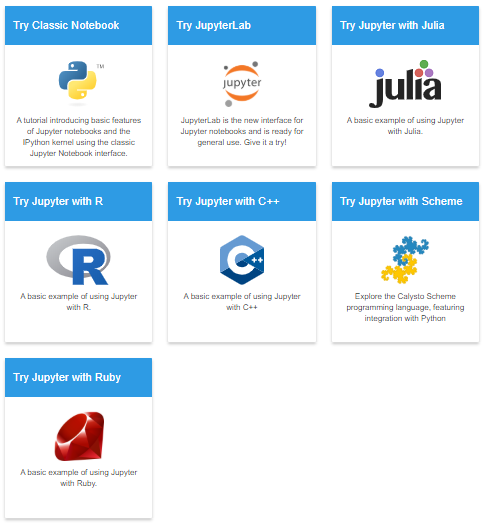 Try Classic Notebook
TM
A tutorial introducing basic features
of Jupyter notebooks and the
IPython kernel using the classic
Jupyter Notebook interface.
Try JupyterLab
jupyter
JupyterLab is the new interface for
Jupyter notebooks and is ready for
general use. Give it a try!
Try Jupyter with Julia
julia
A basic example of using Jupyter
with Julia.
Try Jupyter with R
R
A basic example of using Jupyter
with R.
Try Jupyter with C++
C++
A basic example of using Jupyter
with C++
Try Jupyter with Scheme
Explore the Calysto Scheme
programming language, featuring
integration with Python
Try Jupyter with Ruby
A basic example of using Jupyter
with Ruby.